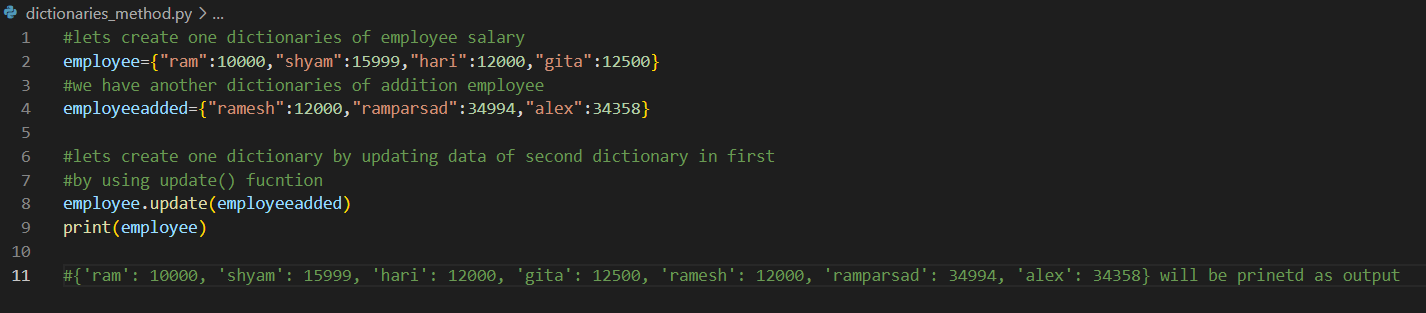 dictionaries_method.py > ...
1 #lets create one dictionaries of employee salary
2 employee={"ram":10000,"shyam":15999,"hari":12000,"gita":12500}
3 #we have another dictionaries of addition employee
4 employeeadded={"ramesh":12000,"ramparsad":34994,"alex":34358}
5
6 #lets create one dictionary by updating data of second dictionary in first
7 #by using update() fucntion
8 employee.update(employeeadded)
9 print(employee)
10
11 #{'ram': 10000, 'shyam': 15999, 'hari': 12000, 'gita': 12500, 'ramesh': 12000, 'ramparsad': 34994, 'alex': 34358} will be prinetd as output